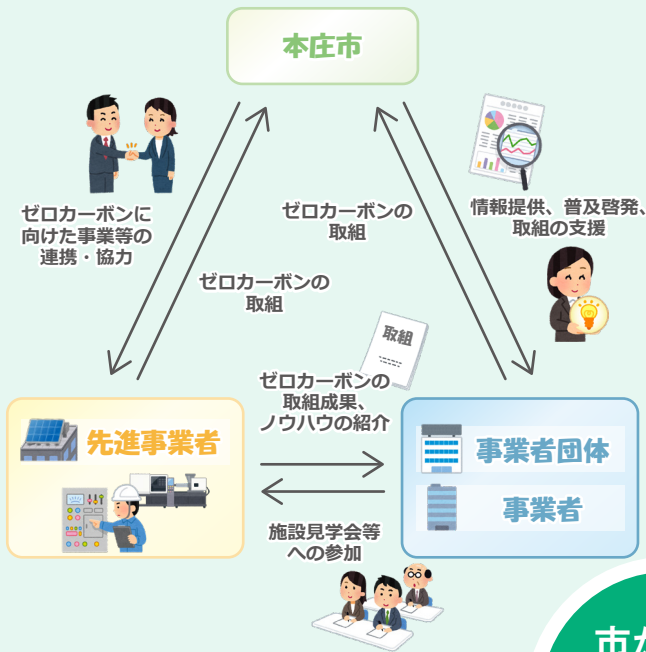 本庄市
ゼロカーボンに
向けた事業等の
連携・協力
ゼロカーボンの
取組
情報提供、普及啓発、
取組の支援
ゼロカーボンの
取組
取組
ゼロカーボンの
取組成果、
ノウハウの紹介
先進事業者
事業者団体
事業者
施設見学会等
への参加
市